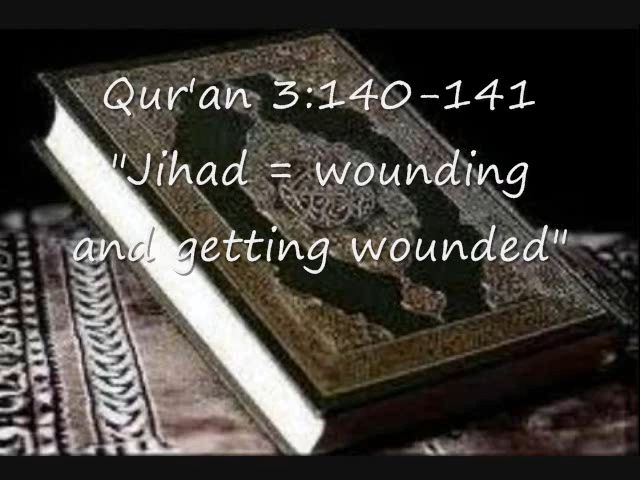 Qur'an 3:140-141
"Jihad = wounding
and getting wounded"